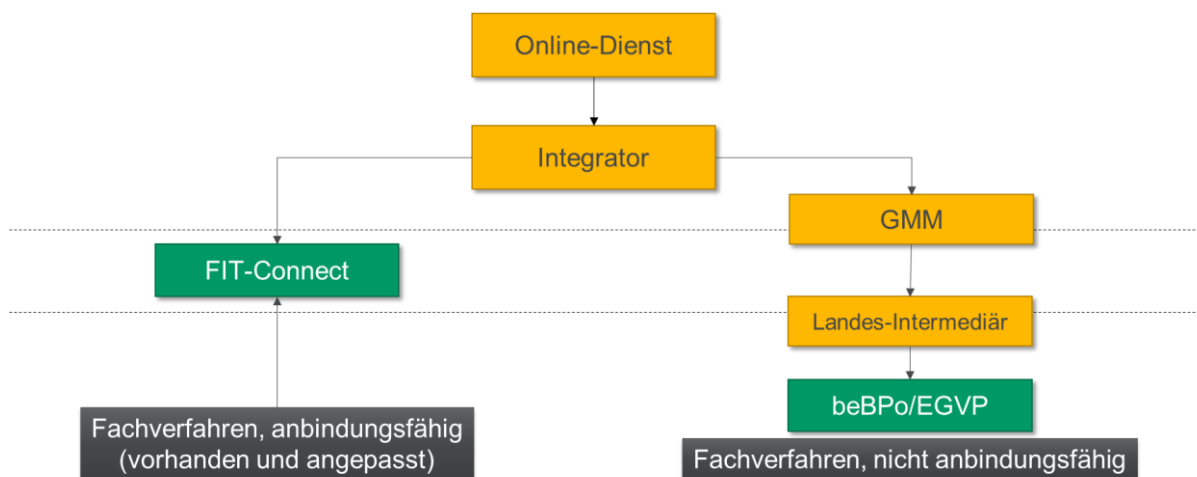 Online-Dienst
Integrator
GMM
FIT-Connect
Landes-Intermediär
beBPo/EGVP
Fachverfahren, anbindungsfähig
(vorhanden und angepasst)
Fachverfahren, nicht anbindungsfähig